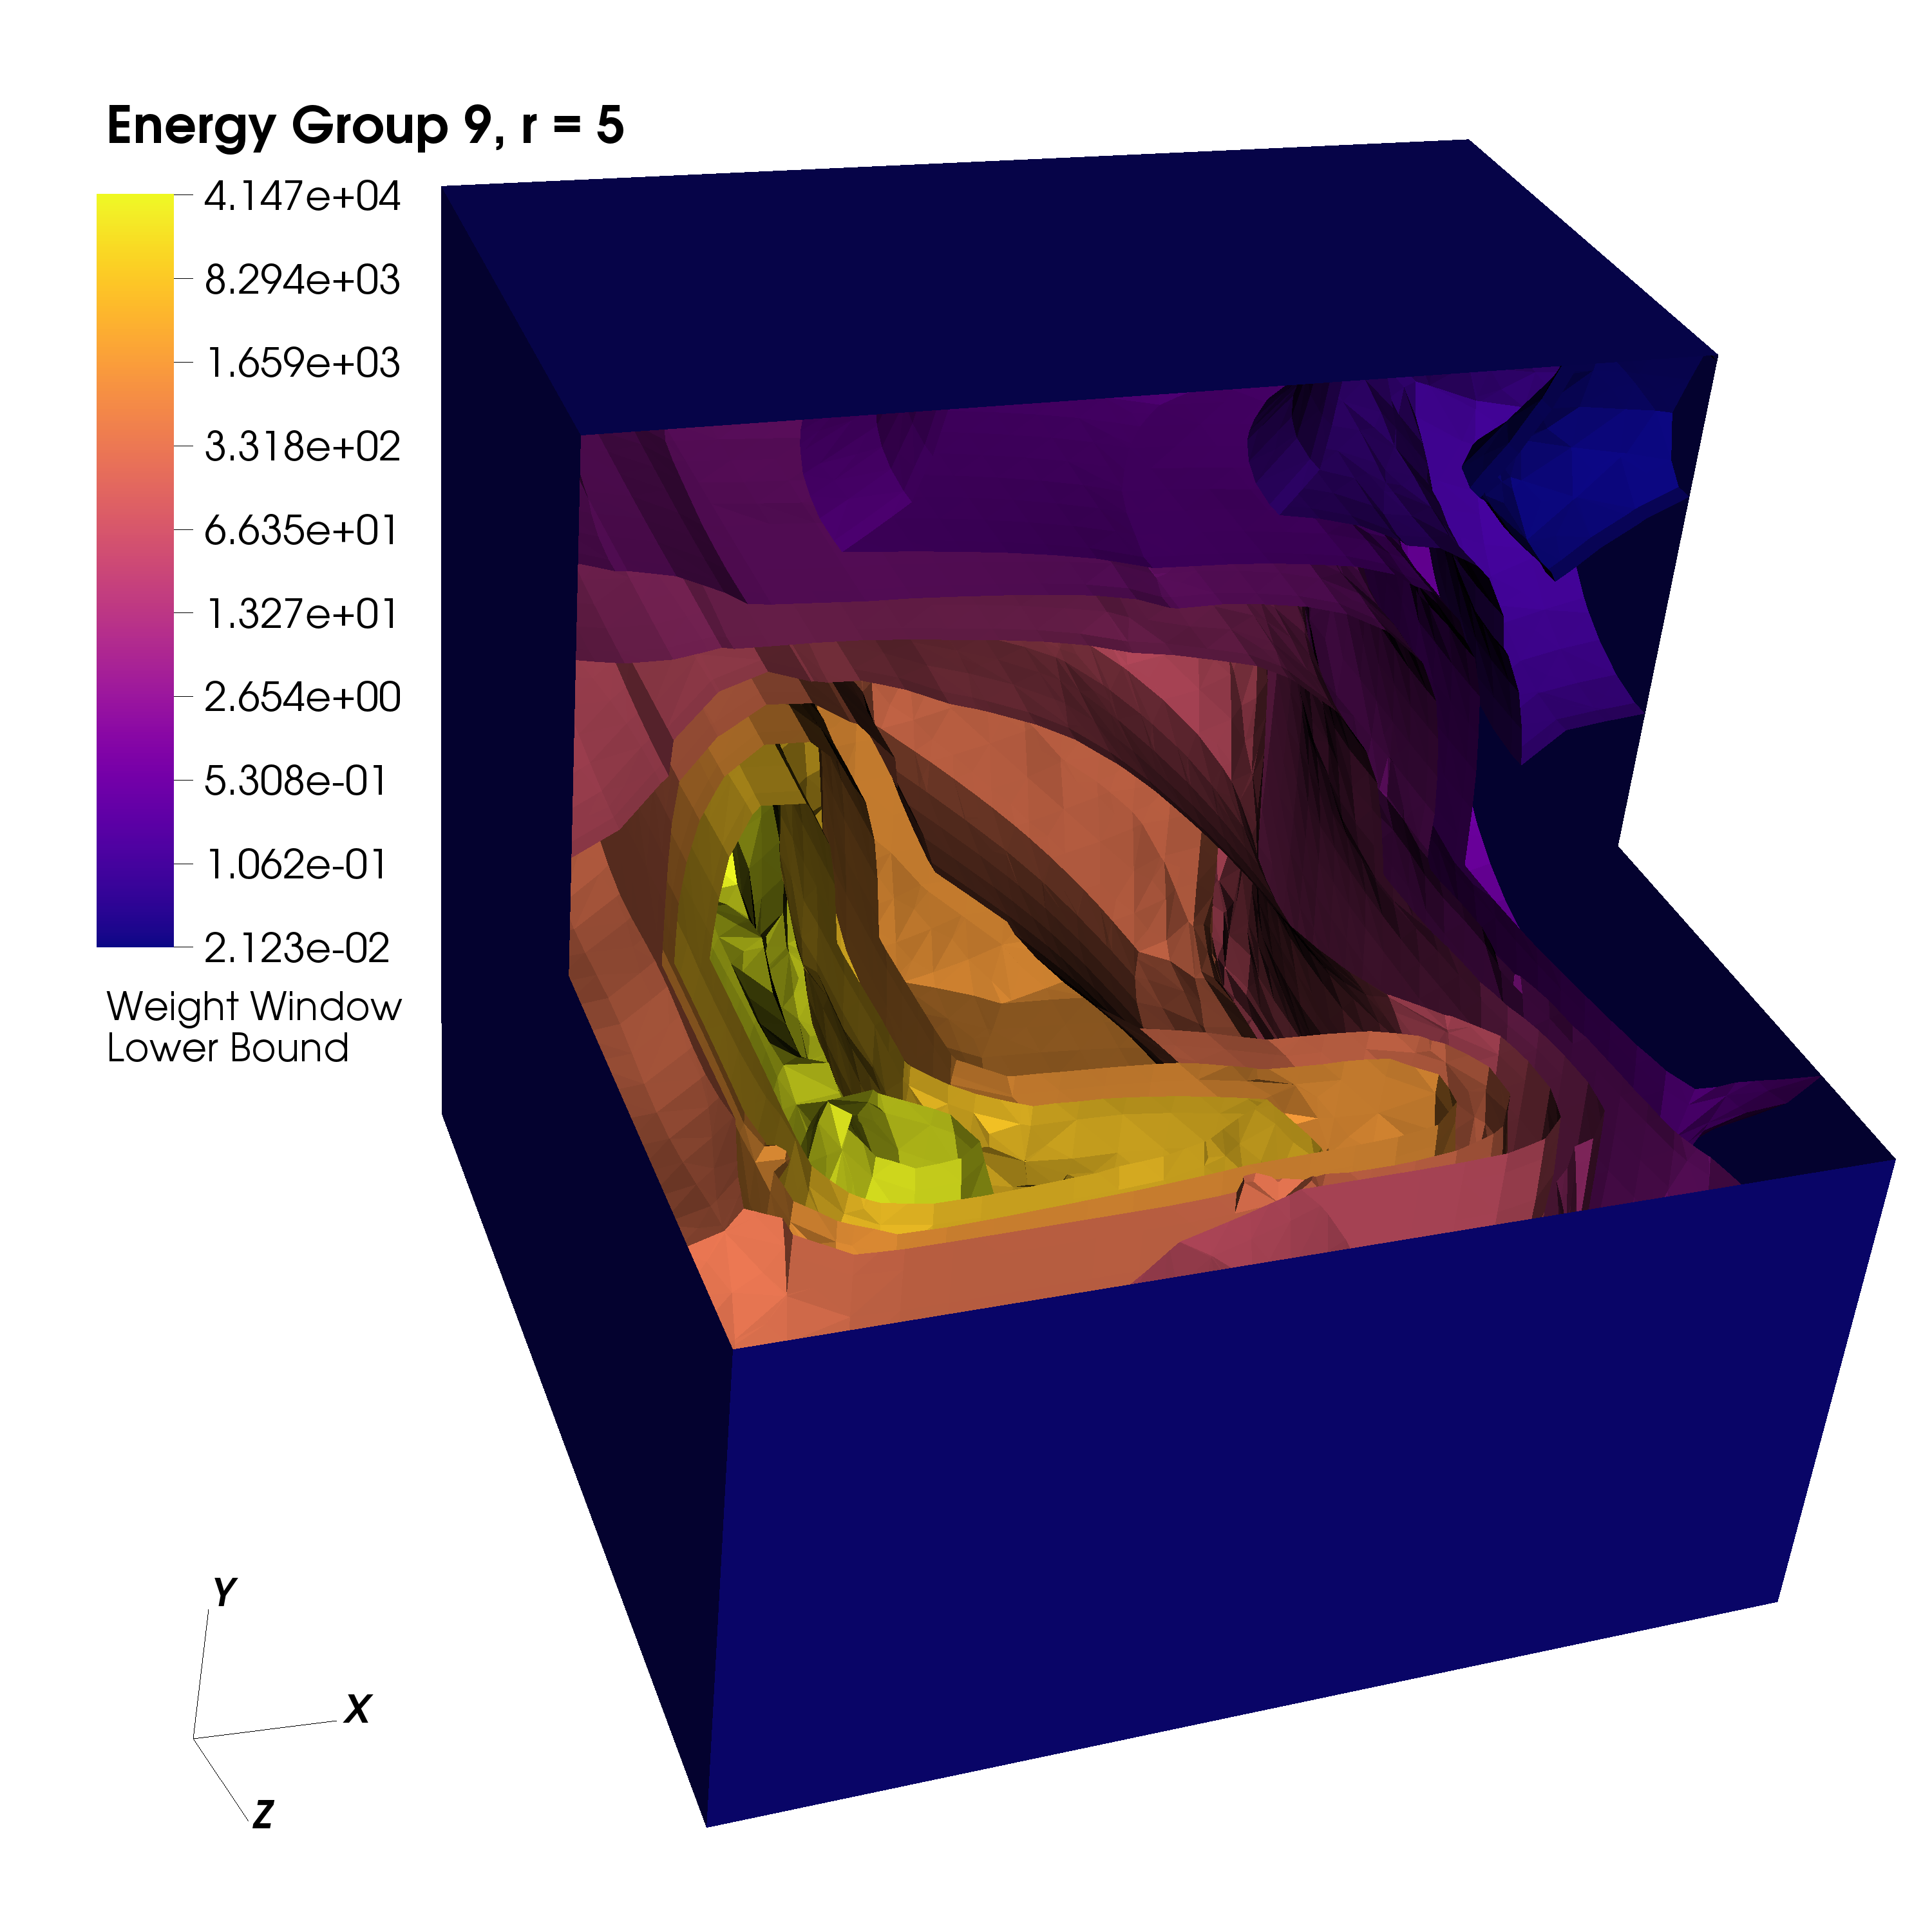 Energy Group 9, r = 5
4.147e+04
8.294e+03
1.659e+03
3.318e+02
6.635e+01
1.327e+01
2.654e+00
5.308e-01
1.062e-01
2.123e-02
Weight Window
Lower Bound
Y
X
Z